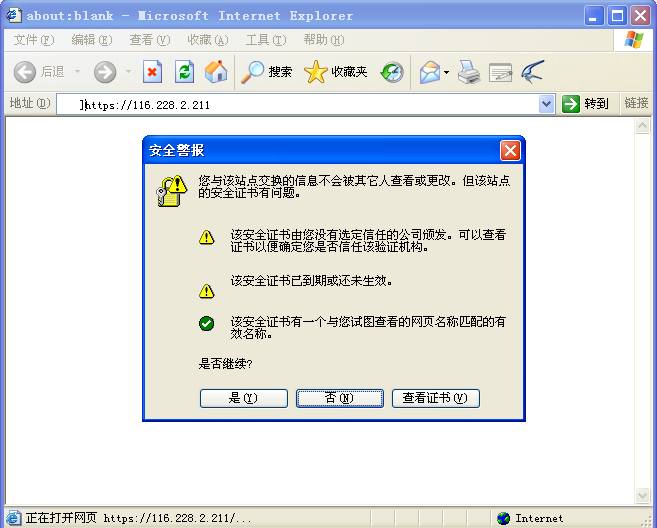 about:blank - Microsoft Internet Explorer
文件(F) 编辑(E) 查看(V) 收藏(A) 工具(T) 帮助(H)
后退 搜索 收藏夹
地址(D) https://116.228.2.211 转到 链接
安全警报
您与该站点交换的信息不会被其它人查看或更改。但该站点
的安全证书有问题。
该安全证书由您没有选定信任的公司颁发。可以查看
证书以便确定您是否信任该验证机构。
该安全证书已到期或还未生效。
该安全证书有一个与您试图查看的网页名称匹配的有
效名称。
是否继续?
是(Y) 否(N) 查看证书(V)
正在打开网页 https://116.228.2.211/... Internet